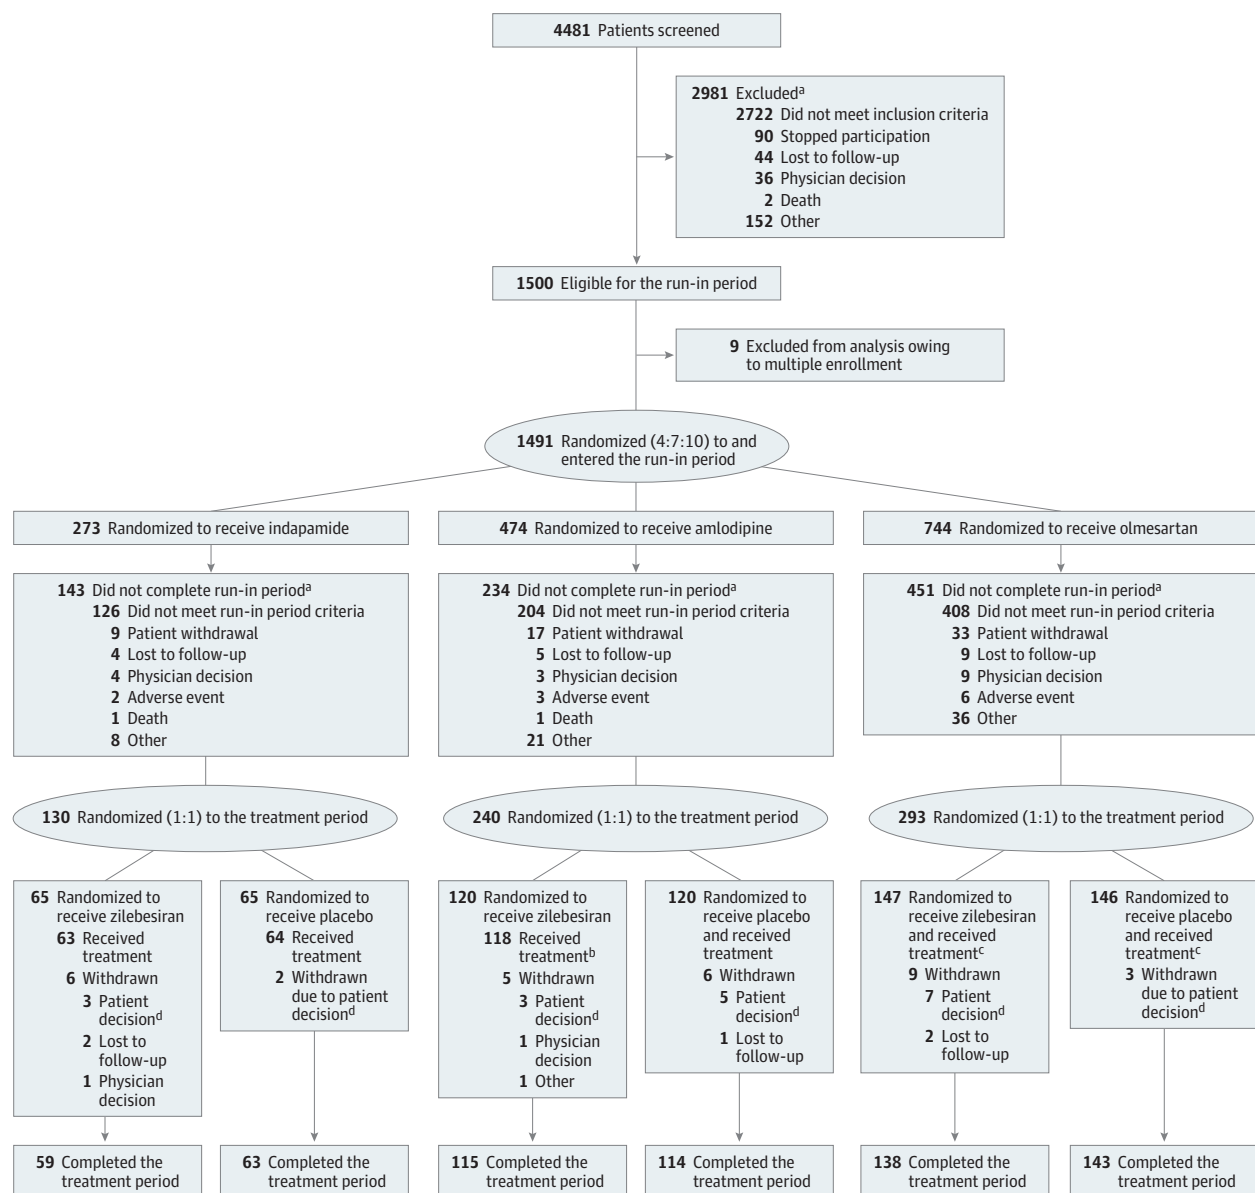 4481 Patients screened
2981 Excludedᵃ
2722 Did not meet inclusion criteria
90 Stopped participation
44 Lost to follow-up
36 Physician decision
2 Death
152 Other
1500 Eligible for the run-in period
9 Excluded from analysis owing
to multiple enrollment
1491 Randomized (4:7:10) to and
entered the run-in period
273 Randomized to receive indapamide
143 Did not complete run-in periodᵃ
126 Did not meet run-in period criteria
9 Patient withdrawal
4 Lost to follow-up
4 Physician decision
2 Adverse event
1 Death
8 Other
130 Randomized (1:1) to the treatment period
65 Randomized to
receive zilebesiran
63 Received
treatment
6 Withdrawn
3 Patient
decisionᵈ
2 Lost to
follow-up
1 Physician
decision
59 Completed the
treatment period
65 Randomized to
receive placebo
64 Received
treatment
2 Withdrawn
due to patient
decisionᵈ
63 Completed the
treatment period
474 Randomized to receive amlodipine
234 Did not complete run-in periodᵃ
204 Did not meet run-in period criteria
17 Patient withdrawal
5 Lost to follow-up
3 Physician decision
3 Adverse event
1 Death
21 Other
240 Randomized (1:1) to the treatment period
120 Randomized to
receive zilebesiran
118 Received
treatmentᵇ
5 Withdrawn
3 Patient
decisionᵈ
1 Physician
decision
1 Other
115 Completed the
treatment period
120 Randomized to
receive placebo
and received
treatment
6 Withdrawn
5 Patient
decisionᵈ
1 Lost to
follow-up
114 Completed the
treatment period
744 Randomized to receive olmesartan
451 Did not complete run-in periodᵃ
408 Did not meet run-in period criteria
33 Patient withdrawal
9 Lost to follow-up
9 Physician decision
6 Adverse event
36 Other
293 Randomized (1:1) to the treatment period
147 Randomized to
receive zilebesiran
and received
treatmentᶜ
9 Withdrawn
7 Patient
decisionᵈ
2 Lost to
follow-up
138 Completed the
treatment period
146 Randomized to
receive placebo
and received
treatmentᶜ
3 Withdrawn
due to patient
decisionᵈ
143 Completed the
treatment period